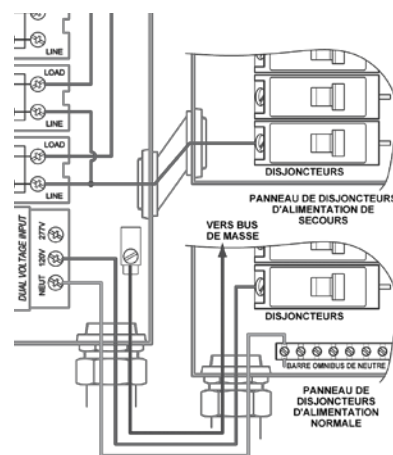 LINE
LOAD
LINE
LOAD
LINE
DISJONCTEURS
PANNEAU DE DISJONCTEURS
D'ALIMENTATION DE
SECOURS
VERS BUS
DE MASSE
DUAL VOLTAGE INPUT
277V
120V
NEUT
DISJONCTEURS
BARRE OMNIBUS DE NEUTRE
PANNEAU DE
DISJONCTEURS
D'ALIMENTATION
NORMALE